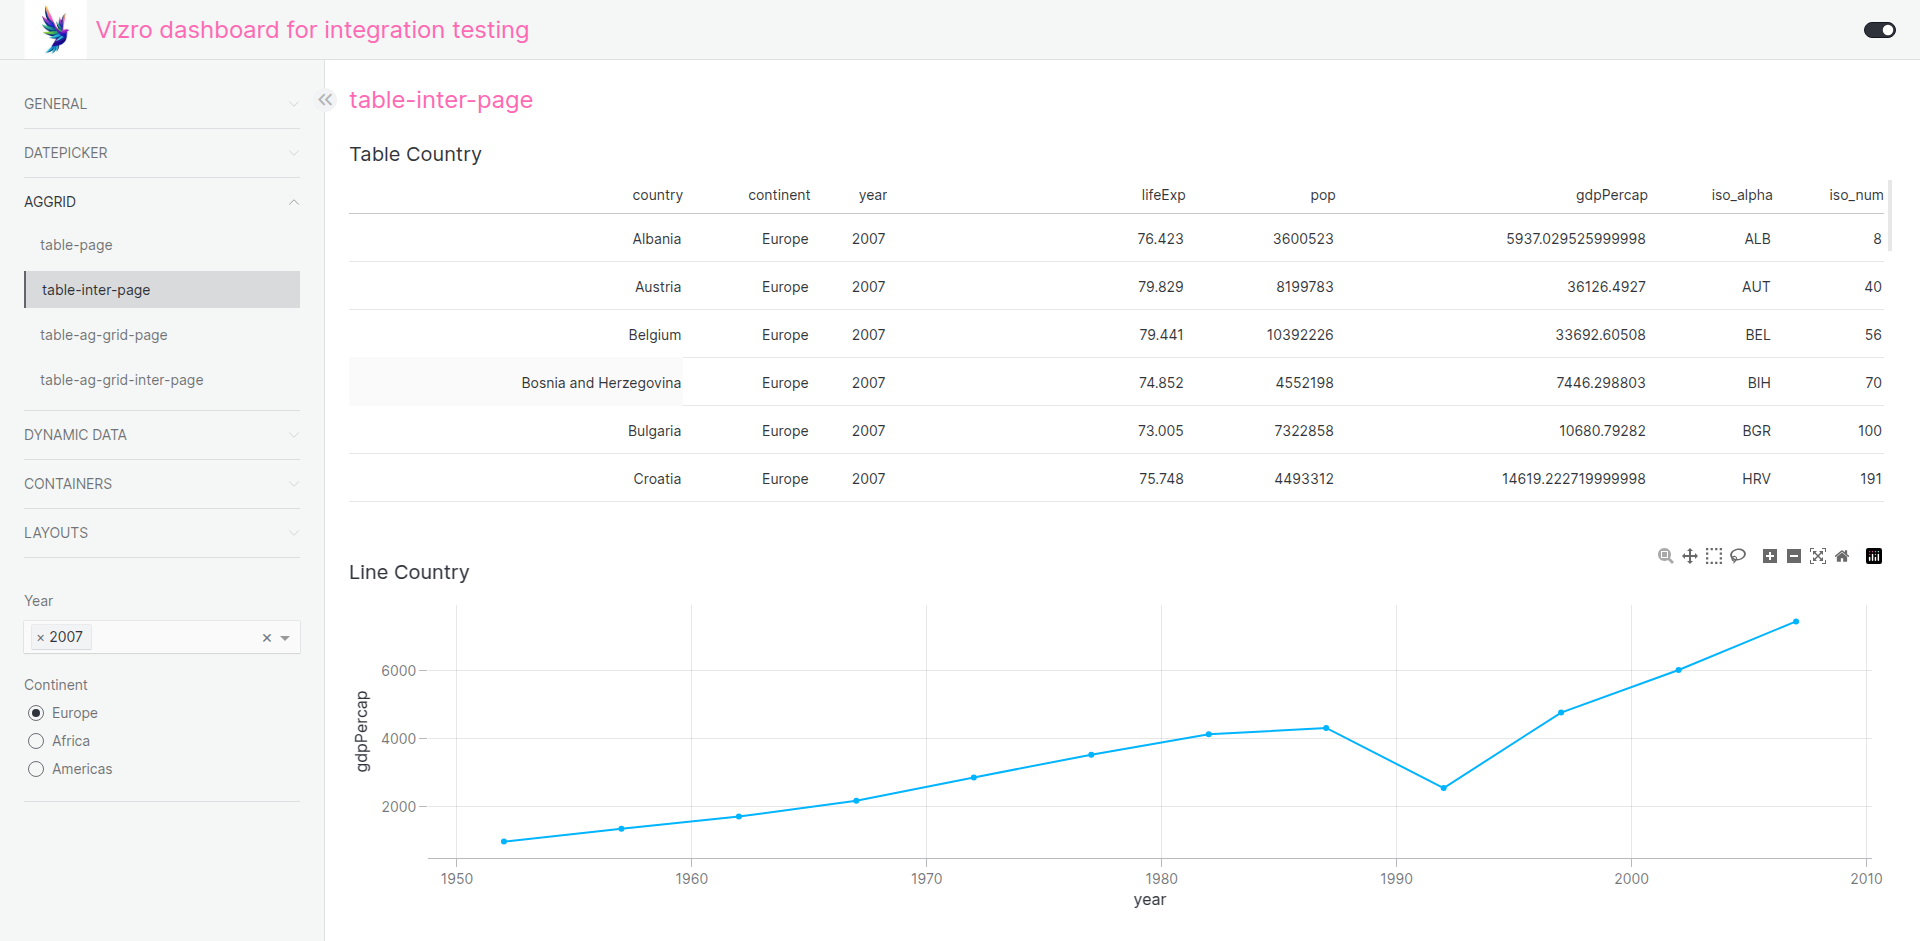 Vizro dashboard for integration testing
GENERAL
DATEPICKER
AGGRID
table-page
table-inter-page
table-ag-grid-page
table-ag-grid-inter-page
DYNAMIC DATA
CONTAINERS
LAYOUTS
Year
× 2007
Continent
Europe
Africa
Americas
table-inter-page
Table Country
country continent year lifeExp pop gdpPercap iso_alpha iso_num
Albania Europe 2007 76.423 3600523 5937.029525999998 ALB 8
Austria Europe 2007 79.829 8199783 36126.4927 AUT 40
Belgium Europe 2007 79.441 10392226 33692.60508 BEL 56
Bosnia and Herzegovina Europe 2007 74.852 4552198 7446.298803 BIH 70
Bulgaria Europe 2007 73.005 7322858 10680.79282 BGR 100
Croatia Europe 2007 75.748 4493312 14619.222719999998 HRV 191
Line Country
6000
4000
2000
gdpPercap
1950 1960 1970 1980 1990 2000 2010
year